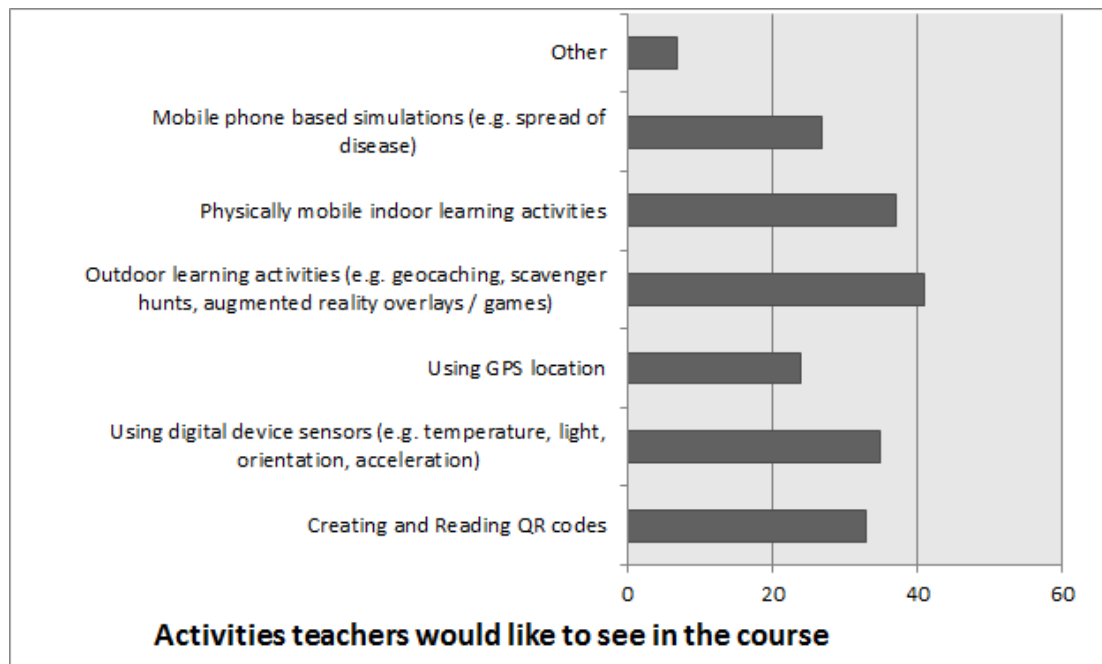 Other
Mobile phone based simulations (e.g. spread of
disease)
Physically mobile indoor learning activities
Outdoor learning activities (e.g. geocaching, scavenger
hunts, augmented reality overlays / games)
Using GPS location
Using digital device sensors (e.g. temperature, light,
orientation, acceleration)
Creating and Reading QR codes
0 20 40 60
Activities teachers would like to see in the course